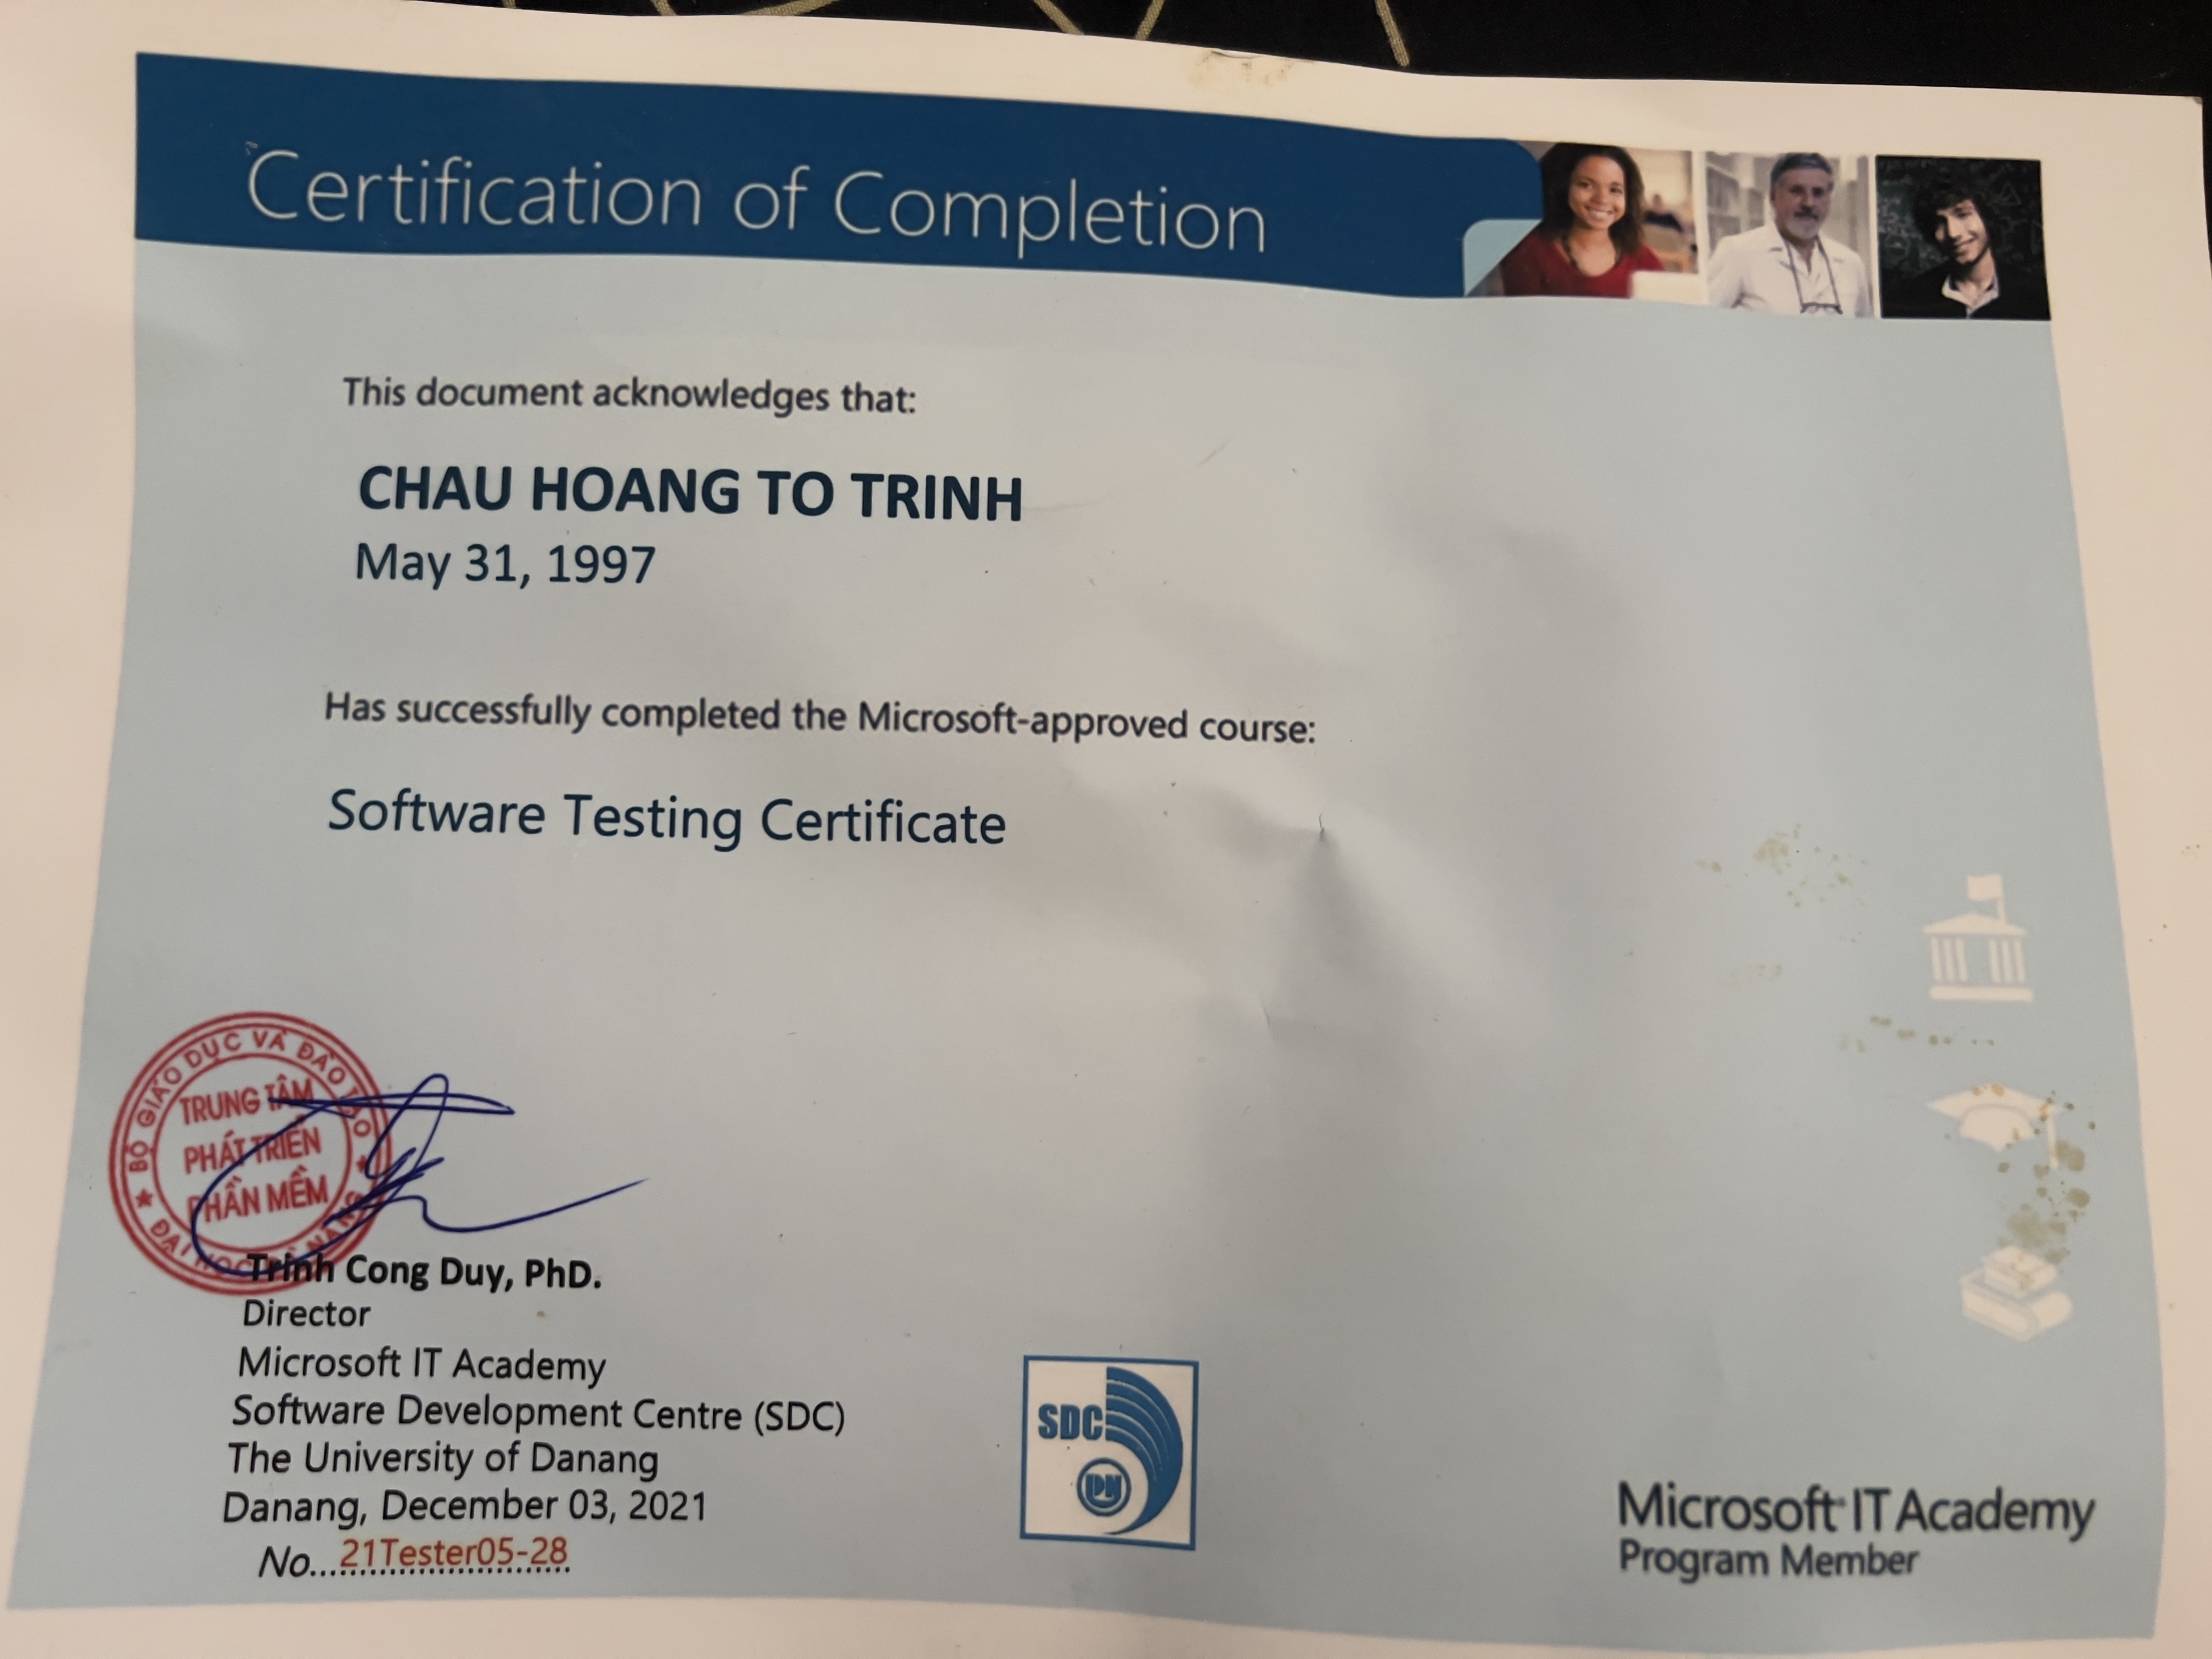 Certification of Completion
This document acknowledges that:
CHAU HOANG TO TRINH
May 31, 1997
Has successfully completed the Microsoft-approved course:
Software Testing Certificate
BỘ GIÁO DỤC VÀ ĐÀO TẠO
TRUNG TÂM
PHÁT TRIỂN
PHẦN MỀM
ĐẠI HỌC ĐÀ NẴNG
Trinh Cong Duy, PhD.
Director
Microsoft IT Academy
Software Development Centre (SDC)
The University of Danang
Danang, December 03, 2021
No...21Tester05-28
SDC
DN
Microsoft IT Academy
Program Member